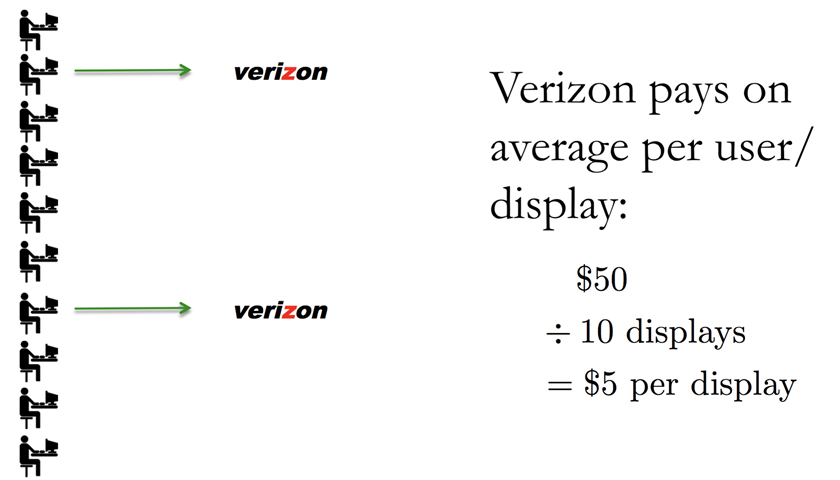 verizon
verizon
Verizon pays on
average per user/
display:
$50
÷ 10 displays
= $5 per display